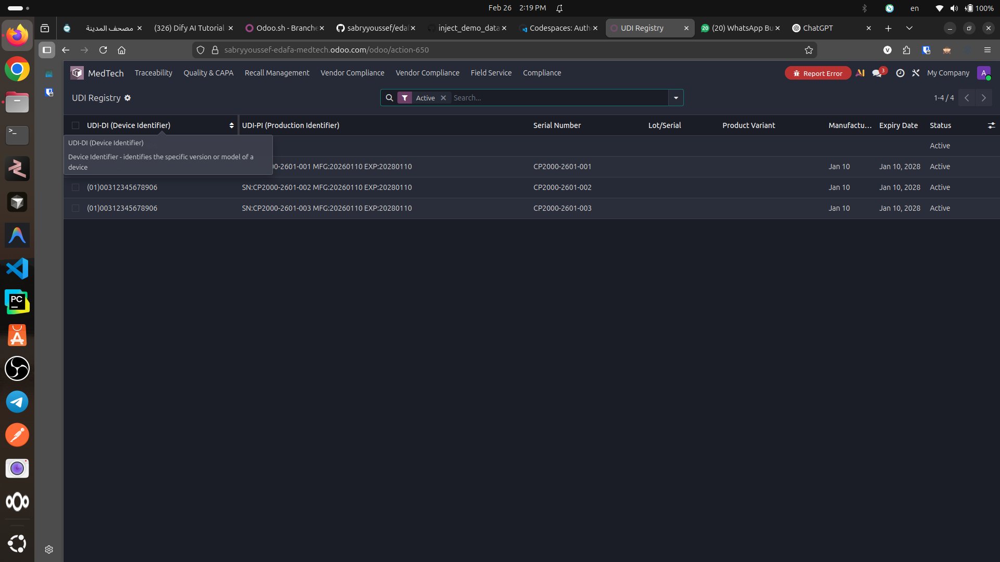 Feb 26 2:19 PM
en
100%
مصحف المدينة
(326) Dify AI Tutorial
Odoo.sh - Branche
sabryyoussef/edaf
inject_demo_data
Codespaces: Auth
UDI Registry
20
(20) WhatsApp Bu
ChatGPT
sabryyoussef-edafa-medtech.odoo.com/odoo/action-650
MedTech
Traceability
Quality & CAPA
Recall Management
Vendor Compliance
Vendor Compliance
Field Service
Compliance
Report Error
3
My Company
A
UDI Registry
Active
Search...
1-4 / 4
UDI-DI (Device Identifier)
UDI-PI (Production Identifier)
Serial Number
Lot/Serial
Product Variant
Manufactu...
Expiry Date
Status
UDI-DI (Device Identifier)
Device Identifier - identifies the specific version or model of a
device
Active
00-2601-001 MFG:20260110 EXP:20280110 CP2000-2601-001 Jan 10 Jan 10, 2028 Active
(01)00312345678906 SN:CP2000-2601-002 MFG:20260110 EXP:20280110 CP2000-2601-002 Jan 10 Jan 10, 2028 Active
(01)00312345678906 SN:CP2000-2601-003 MFG:20260110 EXP:20280110 CP2000-2601-003 Jan 10 Jan 10, 2028 Active
PC